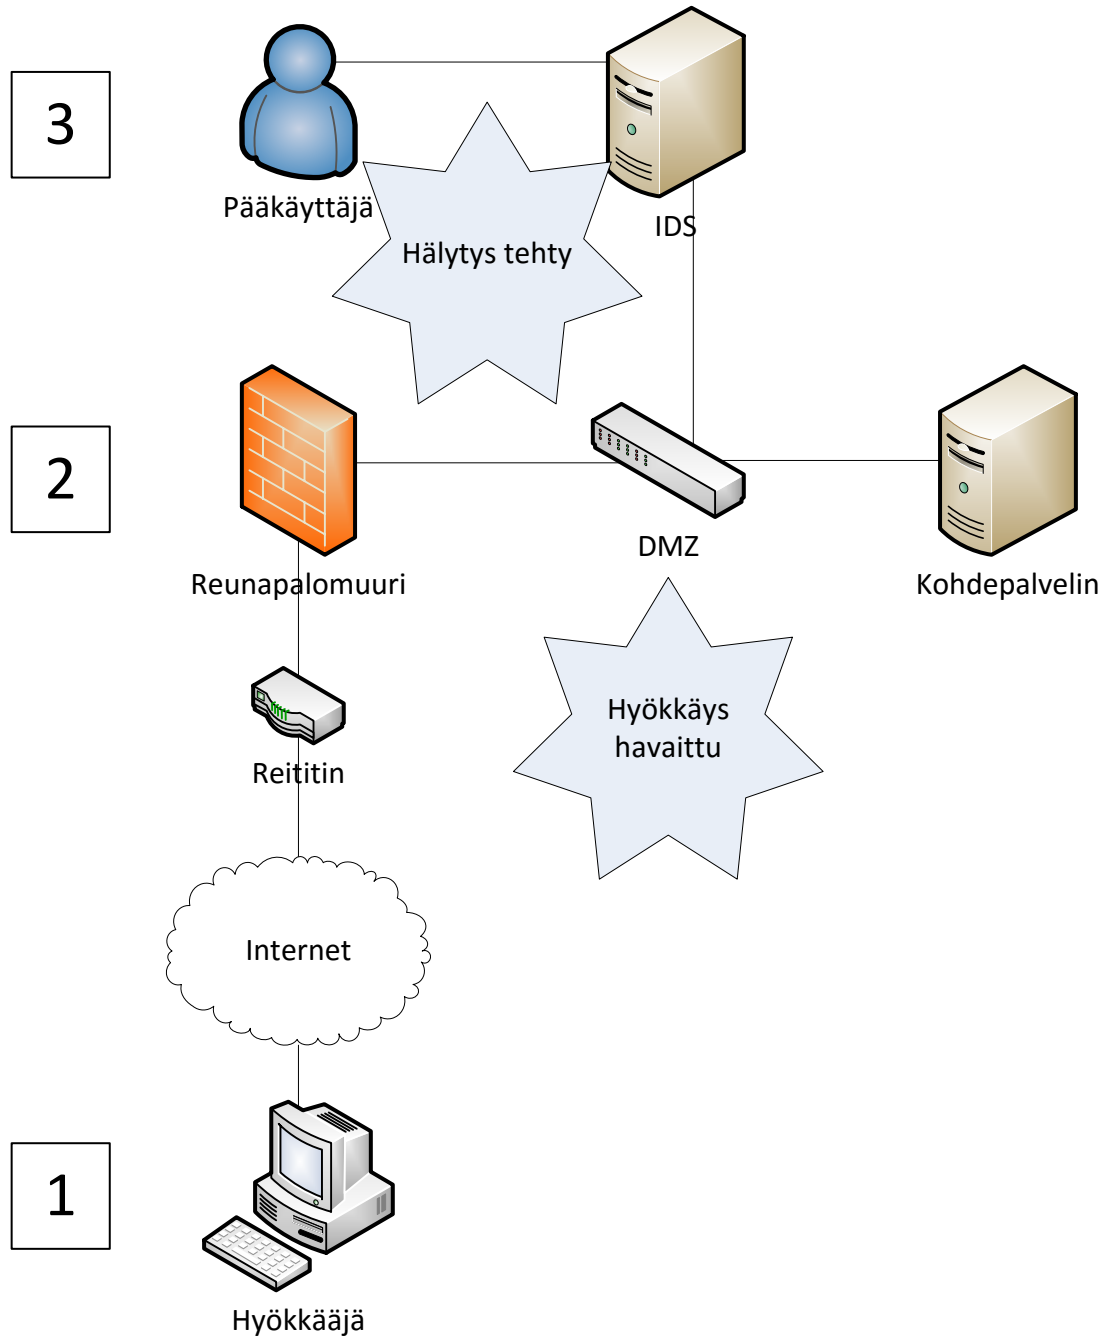 3
Pääkäyttäjä
IDS
Hälytys tehty
2
DMZ
Reunapalomuuri
Kohdepalvelin
Hyökkäys
havaittu
Reititin
Internet
1
Hyökkääjä